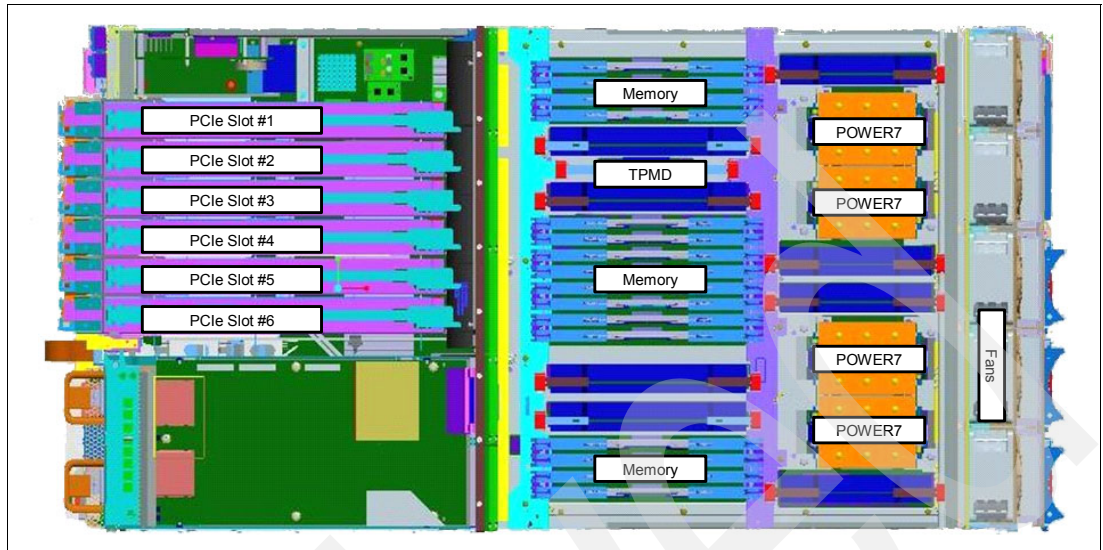 PCIe Slot #1
PCIe Slot #2
PCIe Slot #3
PCIe Slot #4
PCIe Slot #5
PCIe Slot #6
Memory
TPMD
Memory
Memory
POWER7
POWER7
POWER7
POWER7
Fans